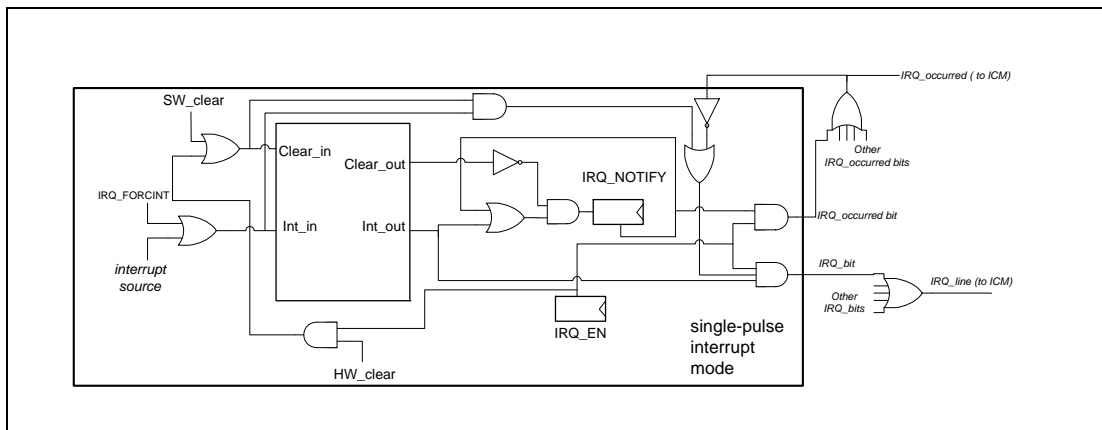 IRQ_occurred ( to ICM)
SW_clear
Other
IRQ_occurred bits
Clear_in
Clear_out
IRQ_NOTIFY
IRQ_FORCINT
IRQ_occurred bit
Int_in
Int_out
interrupt
source
IRQ_bit
IRQ_line (to ICM)
Other
IRQ_bits
IRQ_EN
single-pulse
interrupt
mode
HW_clear